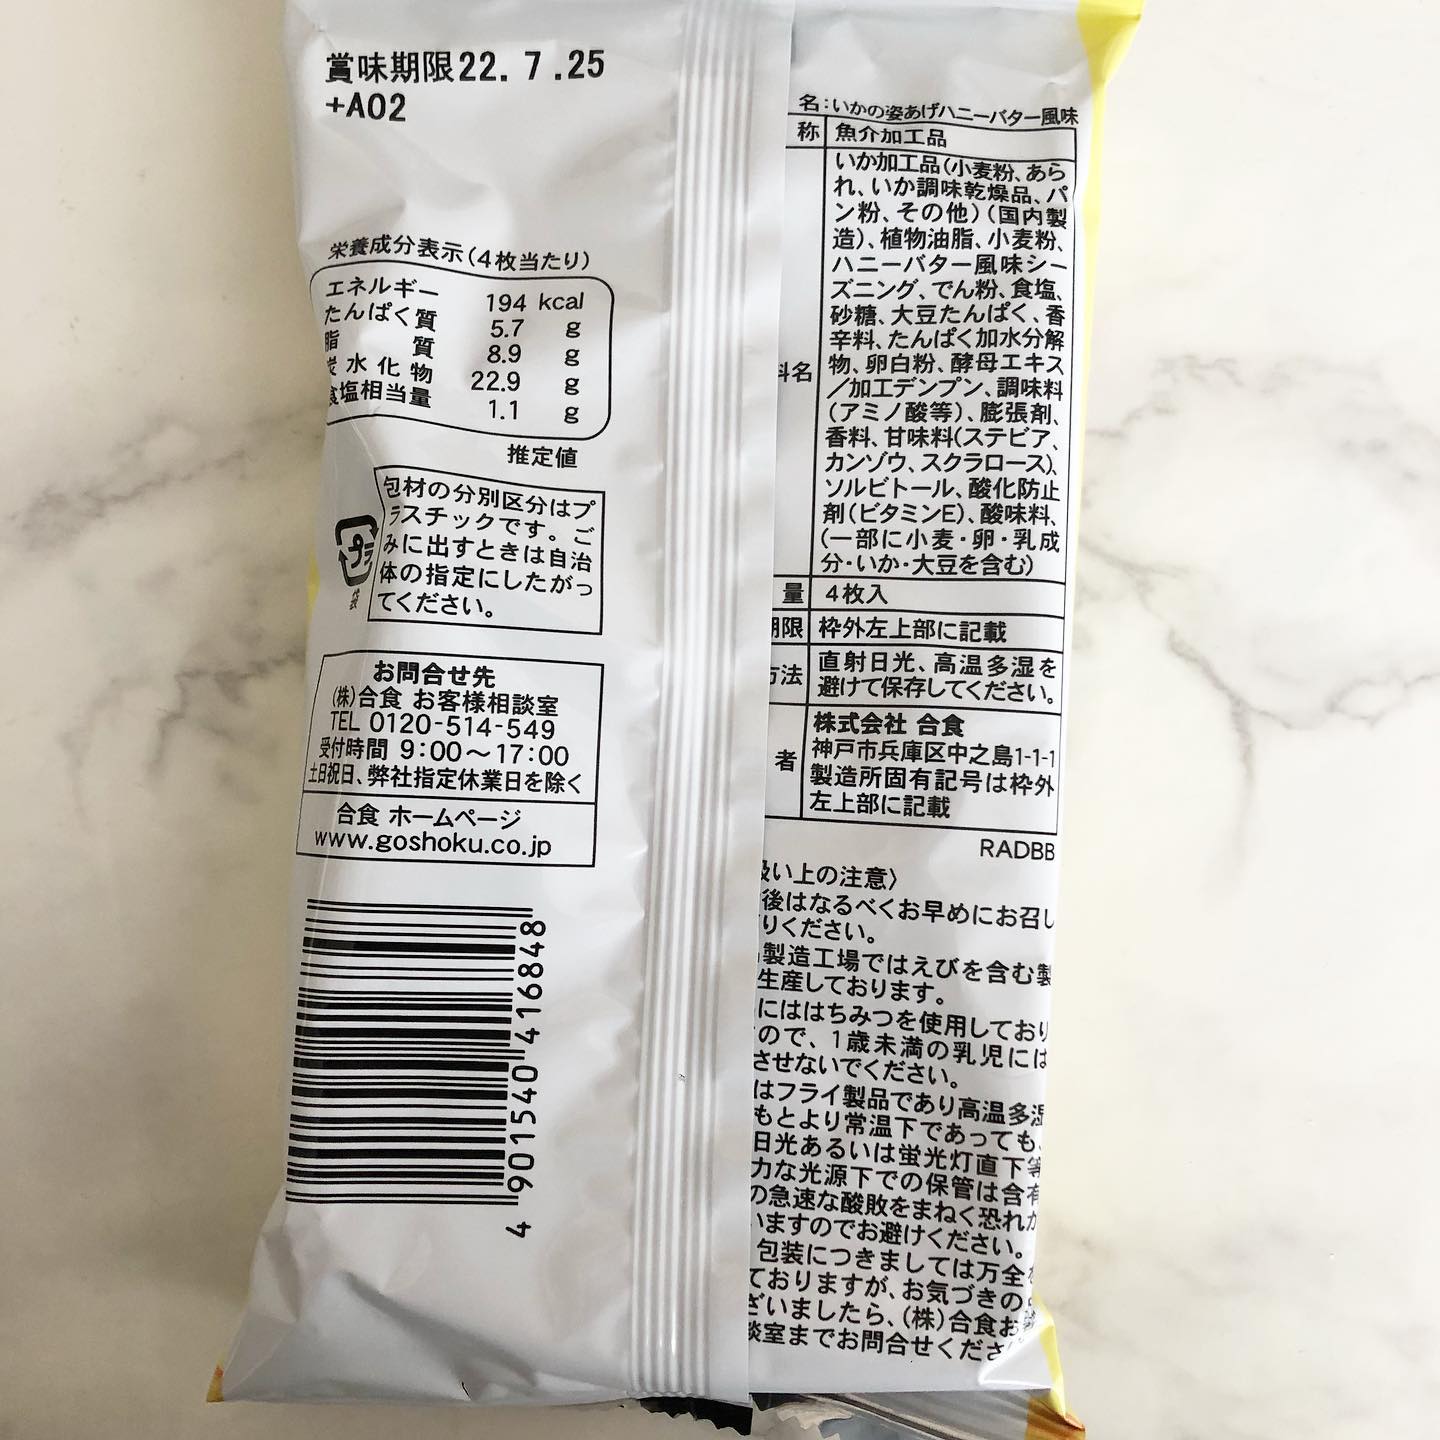 賞味期限22.7.25
+A02
栄養成分表示(4枚当たり)
エネルギー 194 kcal
たんぱく質 5.7 g
脂質 8.9 g
炭水化物 22.9 g
食塩相当量 1.1 g
推定値
プラ
袋
包材の分別区分はプ
ラスチックです。ご
みに出すときは自治
体の指定にしたがっ
てください。
お問合せ先
(株)合食 お客様相談室
TEL 0120-514-549
受付時間 9:00〜17:00
土日祝日、弊社指定休業日を除く
合食 ホームページ
www.goshoku.co.jp
4 901540 416848
名:いかの姿あげハニーバター風味
称 魚介加工品
料名
いか加工品(小麦粉、あら
れ、いか調味乾燥品、パ
ン粉、その他)(国内製
造)、植物油脂、小麦粉、
ハニーバター風味シー
ズニング、でん粉、食塩、
砂糖、大豆たんぱく、香
辛料、たんぱく加水分解
物、卵白粉、酵母エキス
/加工デンプン、調味料
(アミノ酸等)、膨張剤、
香料、甘味料(ステビア、
カンゾウ、スクラロース)、
ソルビトール、酸化防止
剤(ビタミンE)、酸味料、
(一部に小麦・卵・乳成
分・いか・大豆を含む)
量 4枚入
期限 枠外左上部に記載
方法 直射日光、高温多湿を
避けて保存してください。
者 株式会社 合食
神戸市兵庫区中之島1-1-1
製造所固有記号は枠外
左上部に記載
RADBB
扱い上の注意〉
後はなるべくお早めにお召し
りください。
製造工場ではえびを含む製
生産しております。
にははちみつを使用しており
ので、1歳未満の乳児には
させないでください。
はフライ製品であり高温多湿
もとより常温下であっても、
日光あるいは蛍光灯直下等
力な光源下での保管は含有
の急速な酸敗をまねく恐れが
いますのでお避けください。
包装につきましては万全を
ておりますが、お気づきの
ざいましたら、(株)合食お
談室までお問合せくださ